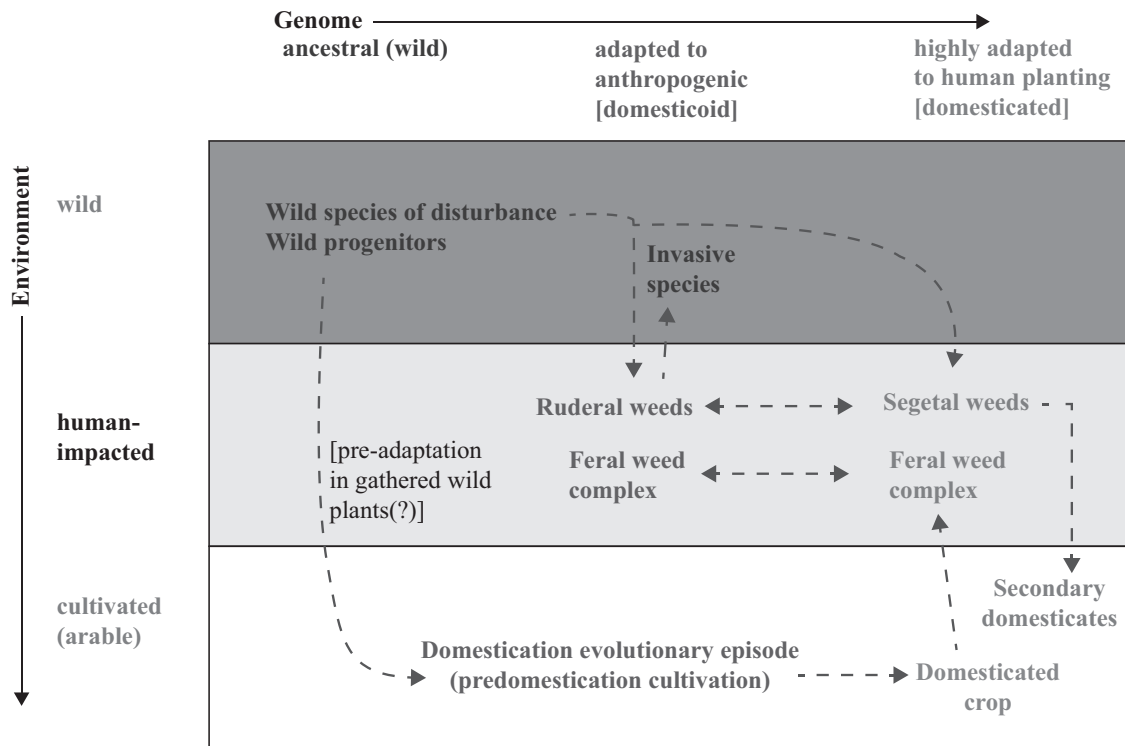 Genome
ancestral (wild)
adapted to
anthropogenic
[domesticoid]
highly adapted
to human planting
[domesticated]
Environment
wild
Wild species of disturbance
Wild progenitors
Invasive
species
human-
impacted
Ruderal weeds
Segetal weeds
[pre-adaptation
in gathered wild
plants(?)]
Feral weed
complex
Feral weed
complex
cultivated
(arable)
Secondary
domesticates
Domestication evolutionary episode
(predomestication cultivation)
Domesticated
crop